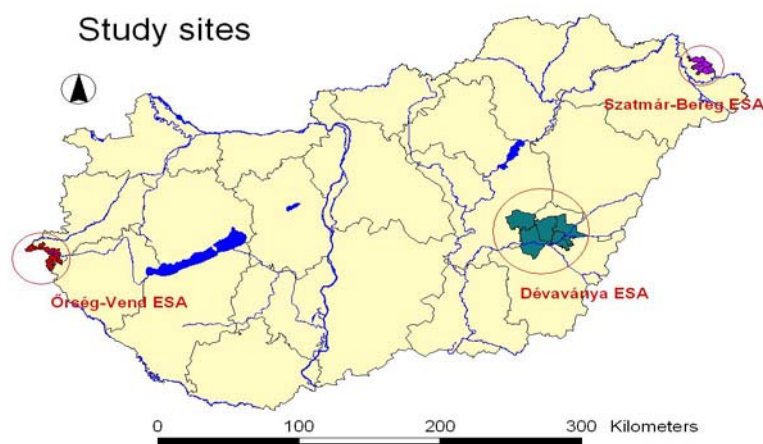 Study sites
Szatmár-Bereg ESA
Őrség-Vend ESA
Dévaványa ESA
0 100 200 300 Kilometers